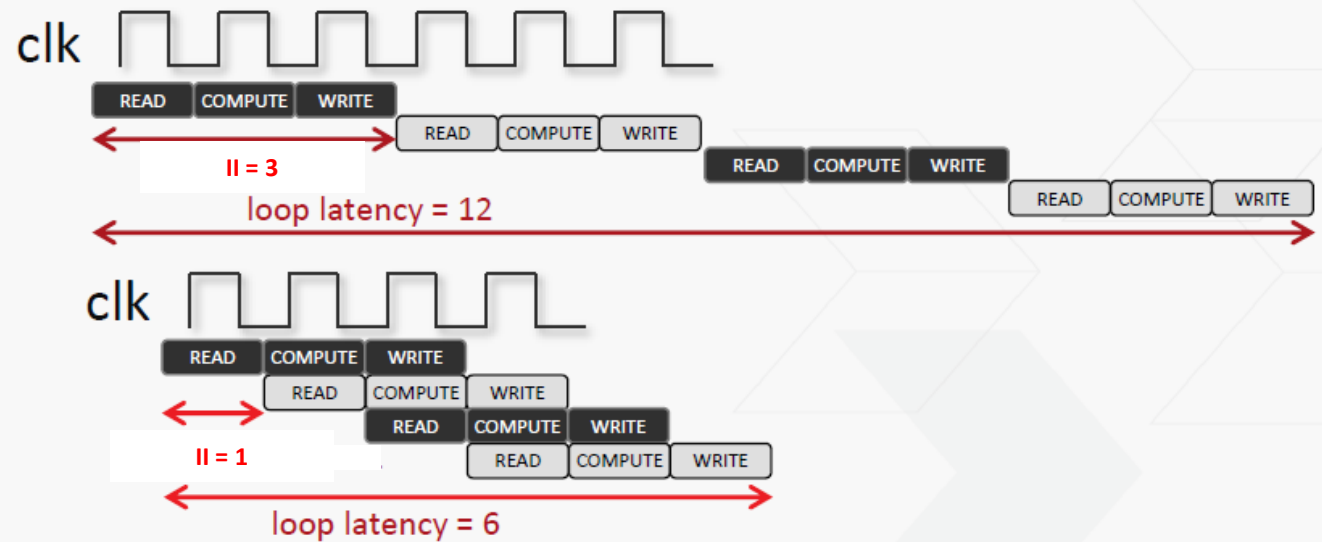 clk
READ COMPUTE WRITE
READ COMPUTE WRITE
II = 3
READ COMPUTE WRITE
READ COMPUTE WRITE
loop latency = 12
clk
READ COMPUTE WRITE
READ COMPUTE WRITE
READ COMPUTE WRITE
II = 1
READ COMPUTE WRITE
loop latency = 6